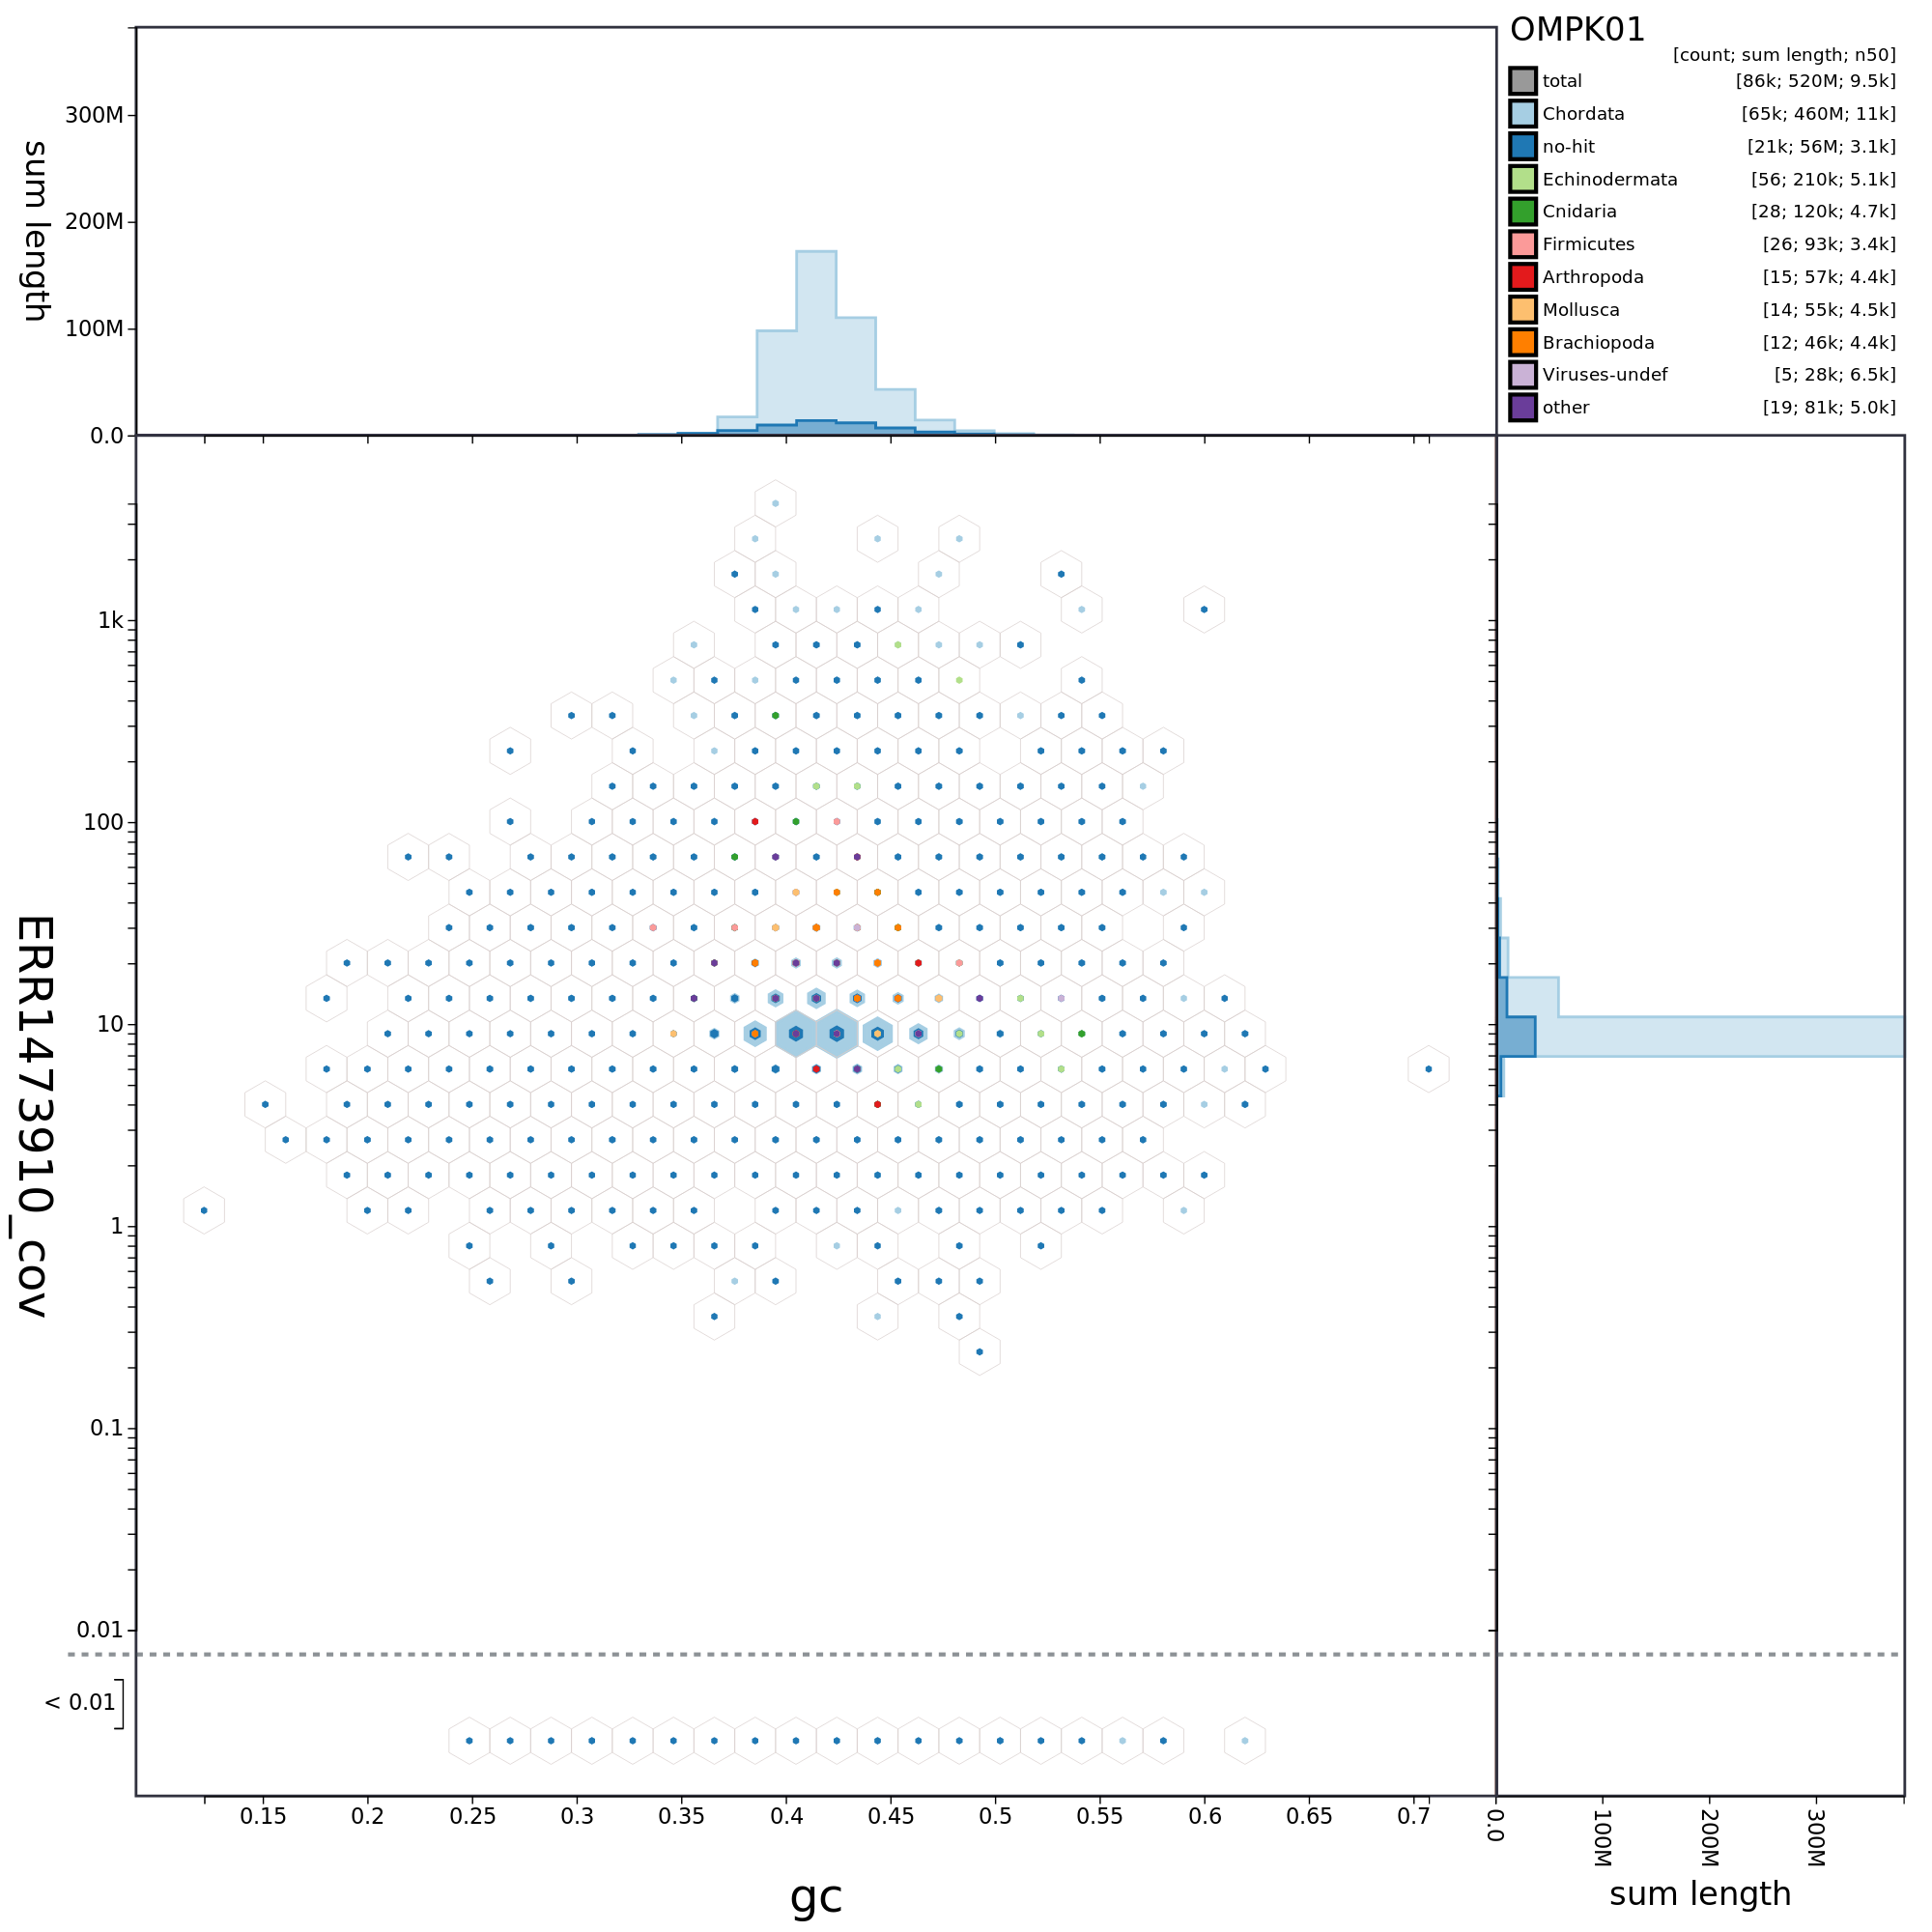 OMPK01
[count; sum length; n50]
total [86k; 520M; 9.5k]
Chordata [65k; 460M; 11k]
no-hit [21k; 56M; 3.1k]
Echinodermata [56; 210k; 5.1k]
Cnidaria [28; 120k; 4.7k]
Firmicutes [26; 93k; 3.4k]
Arthropoda [15; 57k; 4.4k]
Mollusca [14; 55k; 4.5k]
Brachiopoda [12; 46k; 4.4k]
Viruses-undef [5; 28k; 6.5k]
other [19; 81k; 5.0k]
sum length
300M
200M
100M
0.0
ERR1473910_cov
1k
100
10
1
0.1
0.01
< 0.01
0.15 0.2 0.25 0.3 0.35 0.4 0.45 0.5 0.55 0.6 0.65 0.7
gc
0.0 100M 200M 300M
sum length